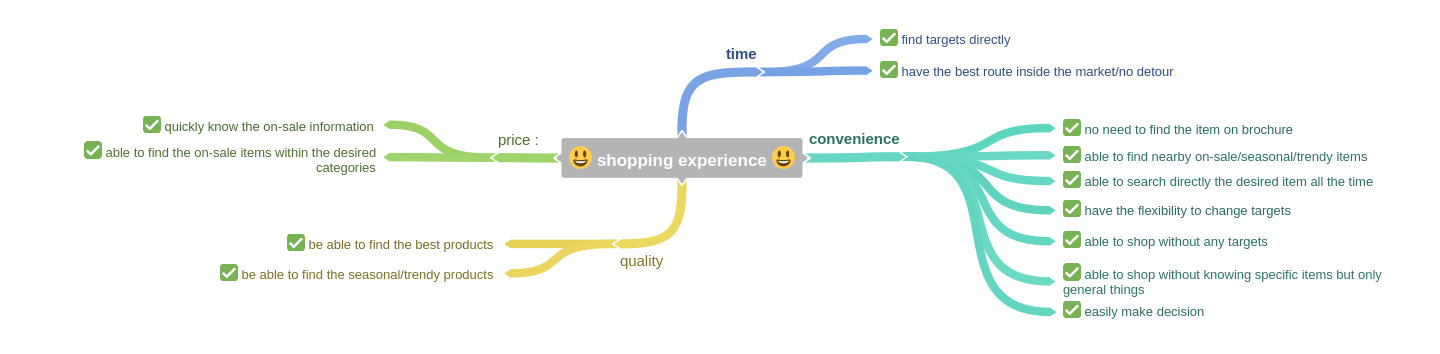 time
find targets directly
have the best route inside the market/no detour
price :
quickly know the on-sale information
able to find the on-sale items within the desired
categories
shopping experience
convenience
no need to find the item on brochure
able to find nearby on-sale/seasonal/trendy items
able to search directly the desired item all the time
have the flexibility to change targets
able to shop without any targets
able to shop without knowing specific items but only
general things
easily make decision
quality
be able to find the best products
be able to find the seasonal/trendy products